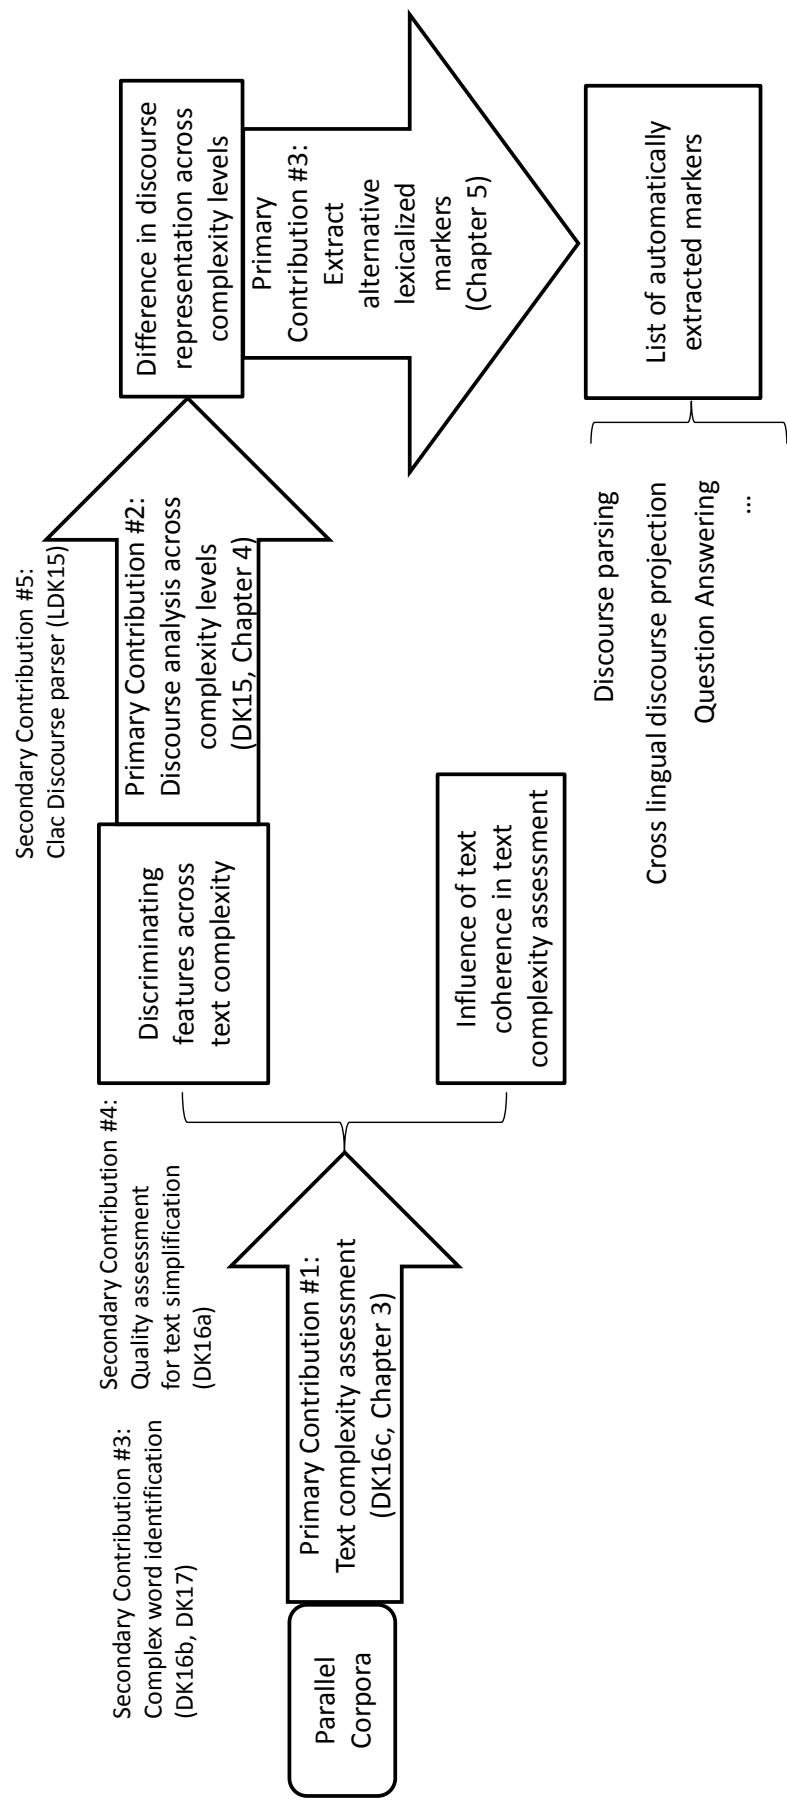 Parallel
Corpora
Primary Contribution #1:
Text complexity assessment
(DK16c, Chapter 3)
Secondary Contribution #3:
Complex word identification
(DK16b, DK17)
Secondary Contribution #4:
Quality assessment
for text simplification
(DK16a)
Discriminating
features across
text complexity
Influence of text
coherence in text
complexity assessment
Secondary Contribution #5:
Clac Discourse parser (LDK15)
Primary Contribution #2:
Discourse analysis across
complexity levels
(DK15, Chapter 4)
Difference in discourse
representation across
complexity levels
Primary
Contribution #3:
Extract
alternative
lexicalized
markers
(Chapter 5)
List of automatically
extracted markers
Discourse parsing
Cross lingual discourse projection
Question Answering
...